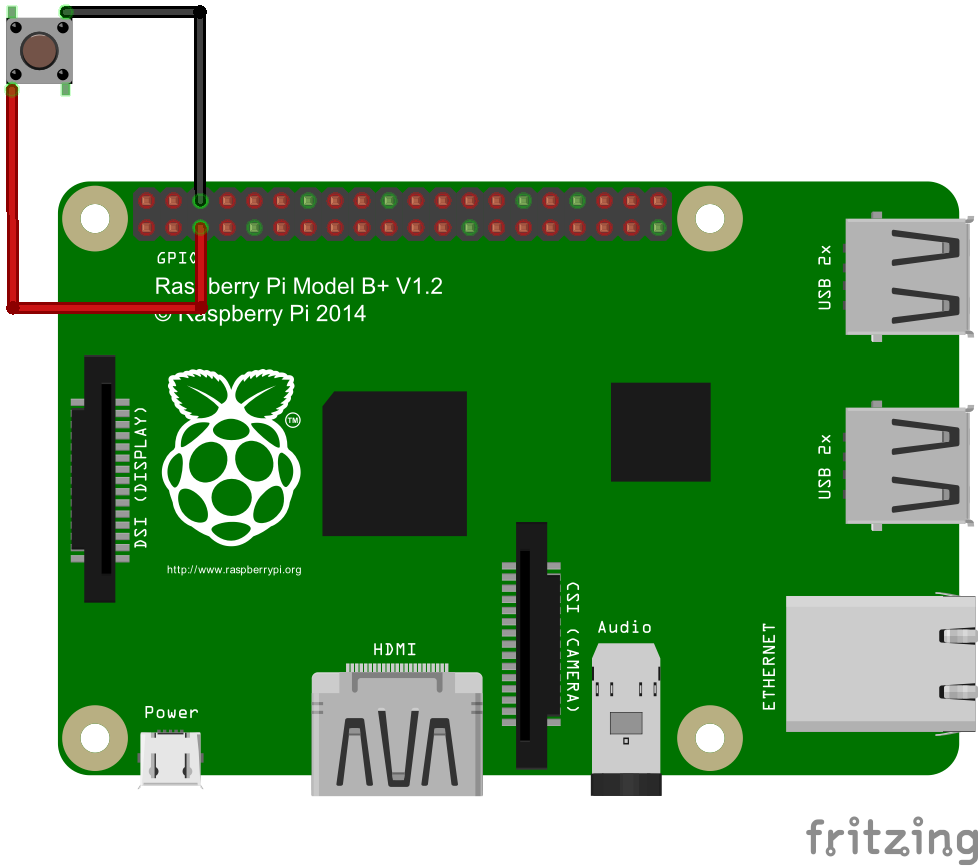 GPIO
Raspberry Pi Model B+ V1.2
© Raspberry Pi 2014
USB 2x
DSI (DISPLAY)
TM
USB 2x
http://www.raspberrypi.org
CSI (CAMERA)
Audio
ETHERNET
HDMI
Power
fritzing